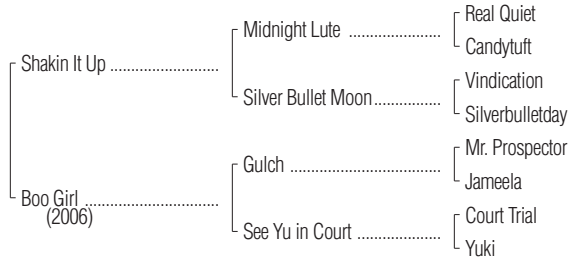 Real Quiet
Midnight Lute ....................
Candytuft
Shakin It Up ........................
Vindication
Silver Bullet Moon...............
Silverbulletday
Mr. Prospector
Gulch .................................
Jameela
Boo Girl .............................
(2006)
Court Trial
See Yu in Court ..................
Yuki